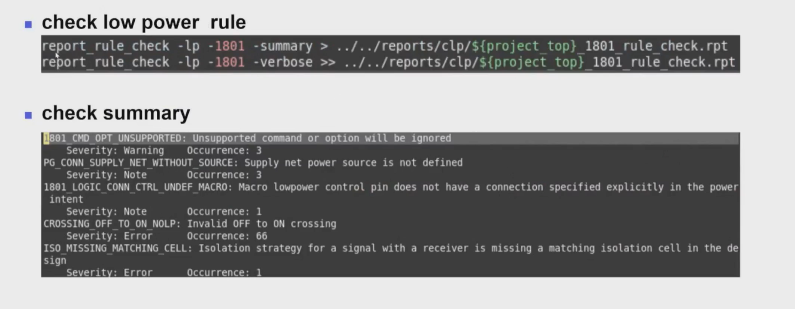 check low power rule
report_rule_check -lp -1801 -summary > ../../reports/clp/${project_top}_1801_rule_check.rpt
report_rule_check -lp -1801 -verbose >> ../../reports/clp/${project_top}_1801_rule_check.rpt
check summary
1801_CMD_OPT_UNSUPPORTED: Unsupported command or option will be ignored
Severity: Warning Occurrence: 3
PG_CONN_SUPPLY_NET_WITHOUT_SOURCE: Supply net power source is not defined
Severity: Note Occurrence: 3
1801_LOGIC_CONN_CTRL_UNDEF_MACRO: Macro lowpower control pin does not have a connection specified explicitly in the power
intent
Severity: Note Occurrence: 1
CROSSING_OFF_TO_ON_NOLP: Invalid OFF to ON crossing
Severity: Error Occurrence: 66
ISO_MISSING_MATCHING_CELL: Isolation strategy for a signal with a receiver is missing a matching isolation cell in the de
sign
Severity: Error Occurrence: 1